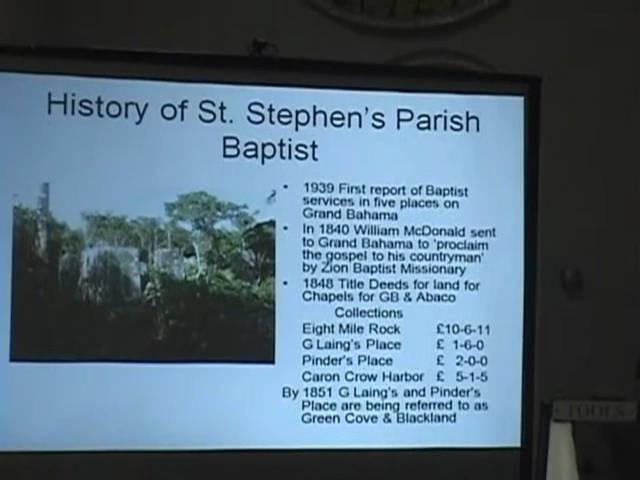 History of St. Stephen's Parish
Baptist
• 1939 First report of Baptist
services in five places on
Grand Bahama
• In 1840 William McDonald sent
to Grand Bahama to 'proclaim
the gospel to his countryman'
by Zion Baptist Missionary
• 1848 Title Deeds for land for
Chapels for GB & Abaco
Collections
Eight Mile Rock £10-6-11
G Laing's Place £ 1-6-0
Pinder's Place £ 2-0-0
Caron Crow Harbor £ 5-1-5
By 1851 G Laing's and Pinder's
Place are being referred to as
Green Cove & Blackland
TOOLS